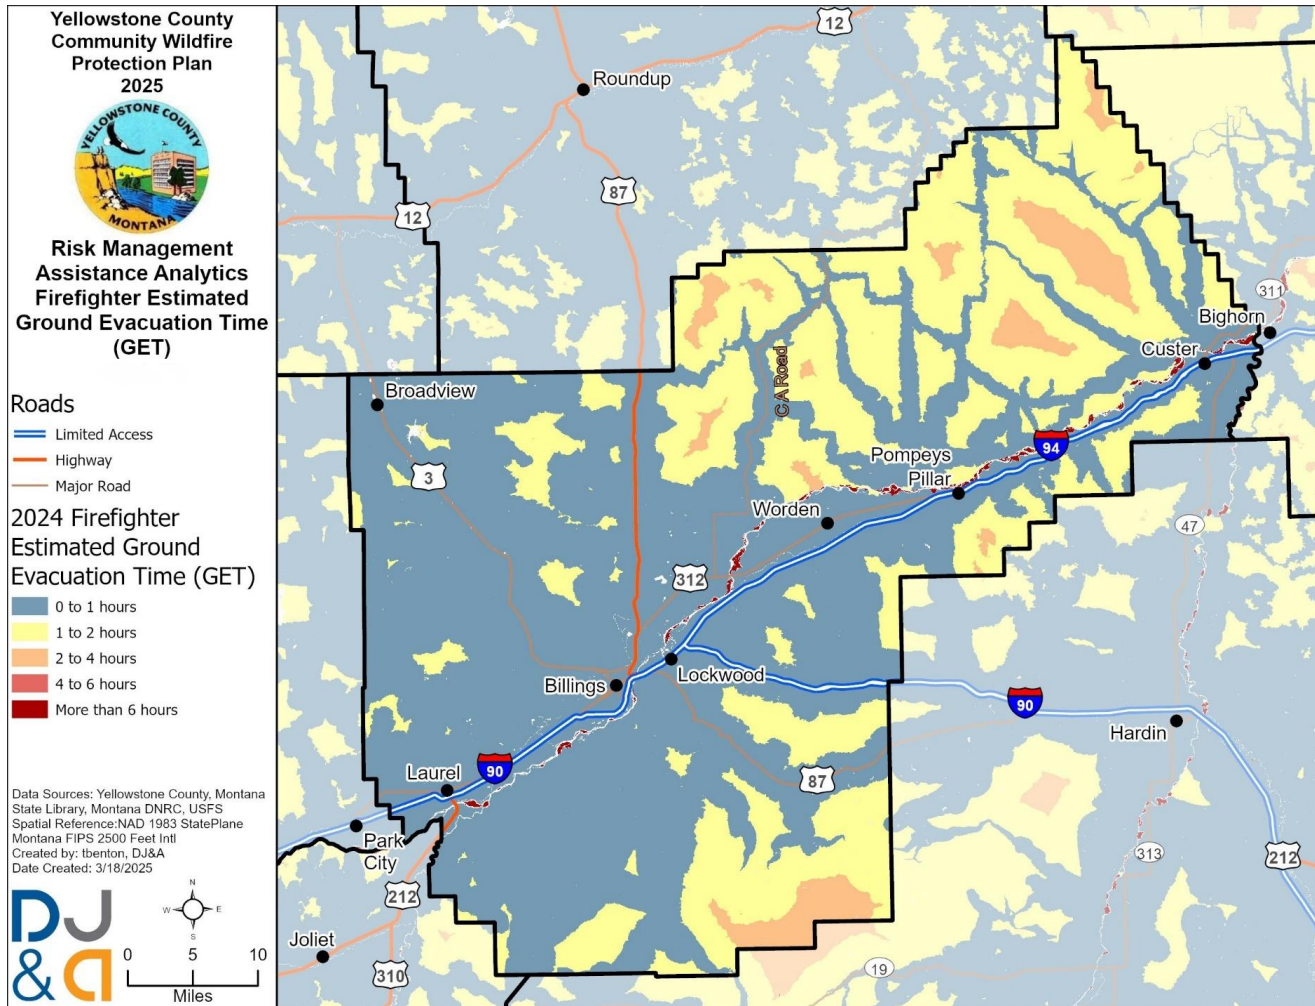 Yellowstone County
Community Wildfire
Protection Plan
2025
YELLOWSTONE COUNTY
MONTANA
Risk Management
Assistance Analytics
Firefighter Estimated
Ground Evacuation Time
(GET)
Roads
Limited Access
Highway
Major Road
2024 Firefighter
Estimated Ground
Evacuation Time (GET)
0 to 1 hours
1 to 2 hours
2 to 4 hours
4 to 6 hours
More than 6 hours
Data Sources: Yellowstone County, Montana
State Library, Montana DNRC, USFS
Spatial Reference:NAD 1983 StatePlane
Montana FIPS 2500 Feet Intl
Created by: tbenton, DJ&A
Date Created: 3/18/2025
DJ
&a
N
W E
S
0 5 10
Miles
12
Roundup
87
12
311
Bighorn
Custer
Broadview
C A Road
94
3
Pompeys
Pillar
Worden
47
312
Lockwood
Billings
90
Hardin
87
Laurel
90
Park
City
313
212
212
Joliet
310
19